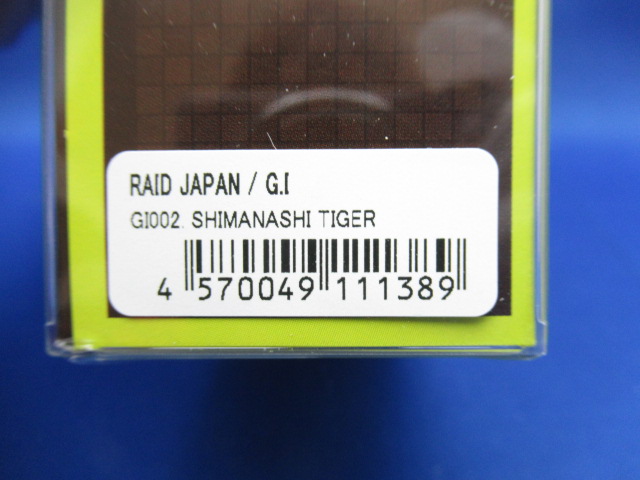 RAID JAPAN / G.I
GI002. SHIMANASHI TIGER
4 570049 111389